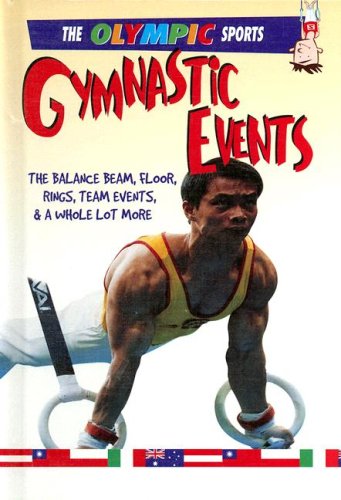 THE OLYMPIC SPORTS
GYMNASTIC
EVENTS
THE BALANCE BEAM, FLOOR,
RINGS, TEAM EVENTS,
& A WHOLE LOT MORE